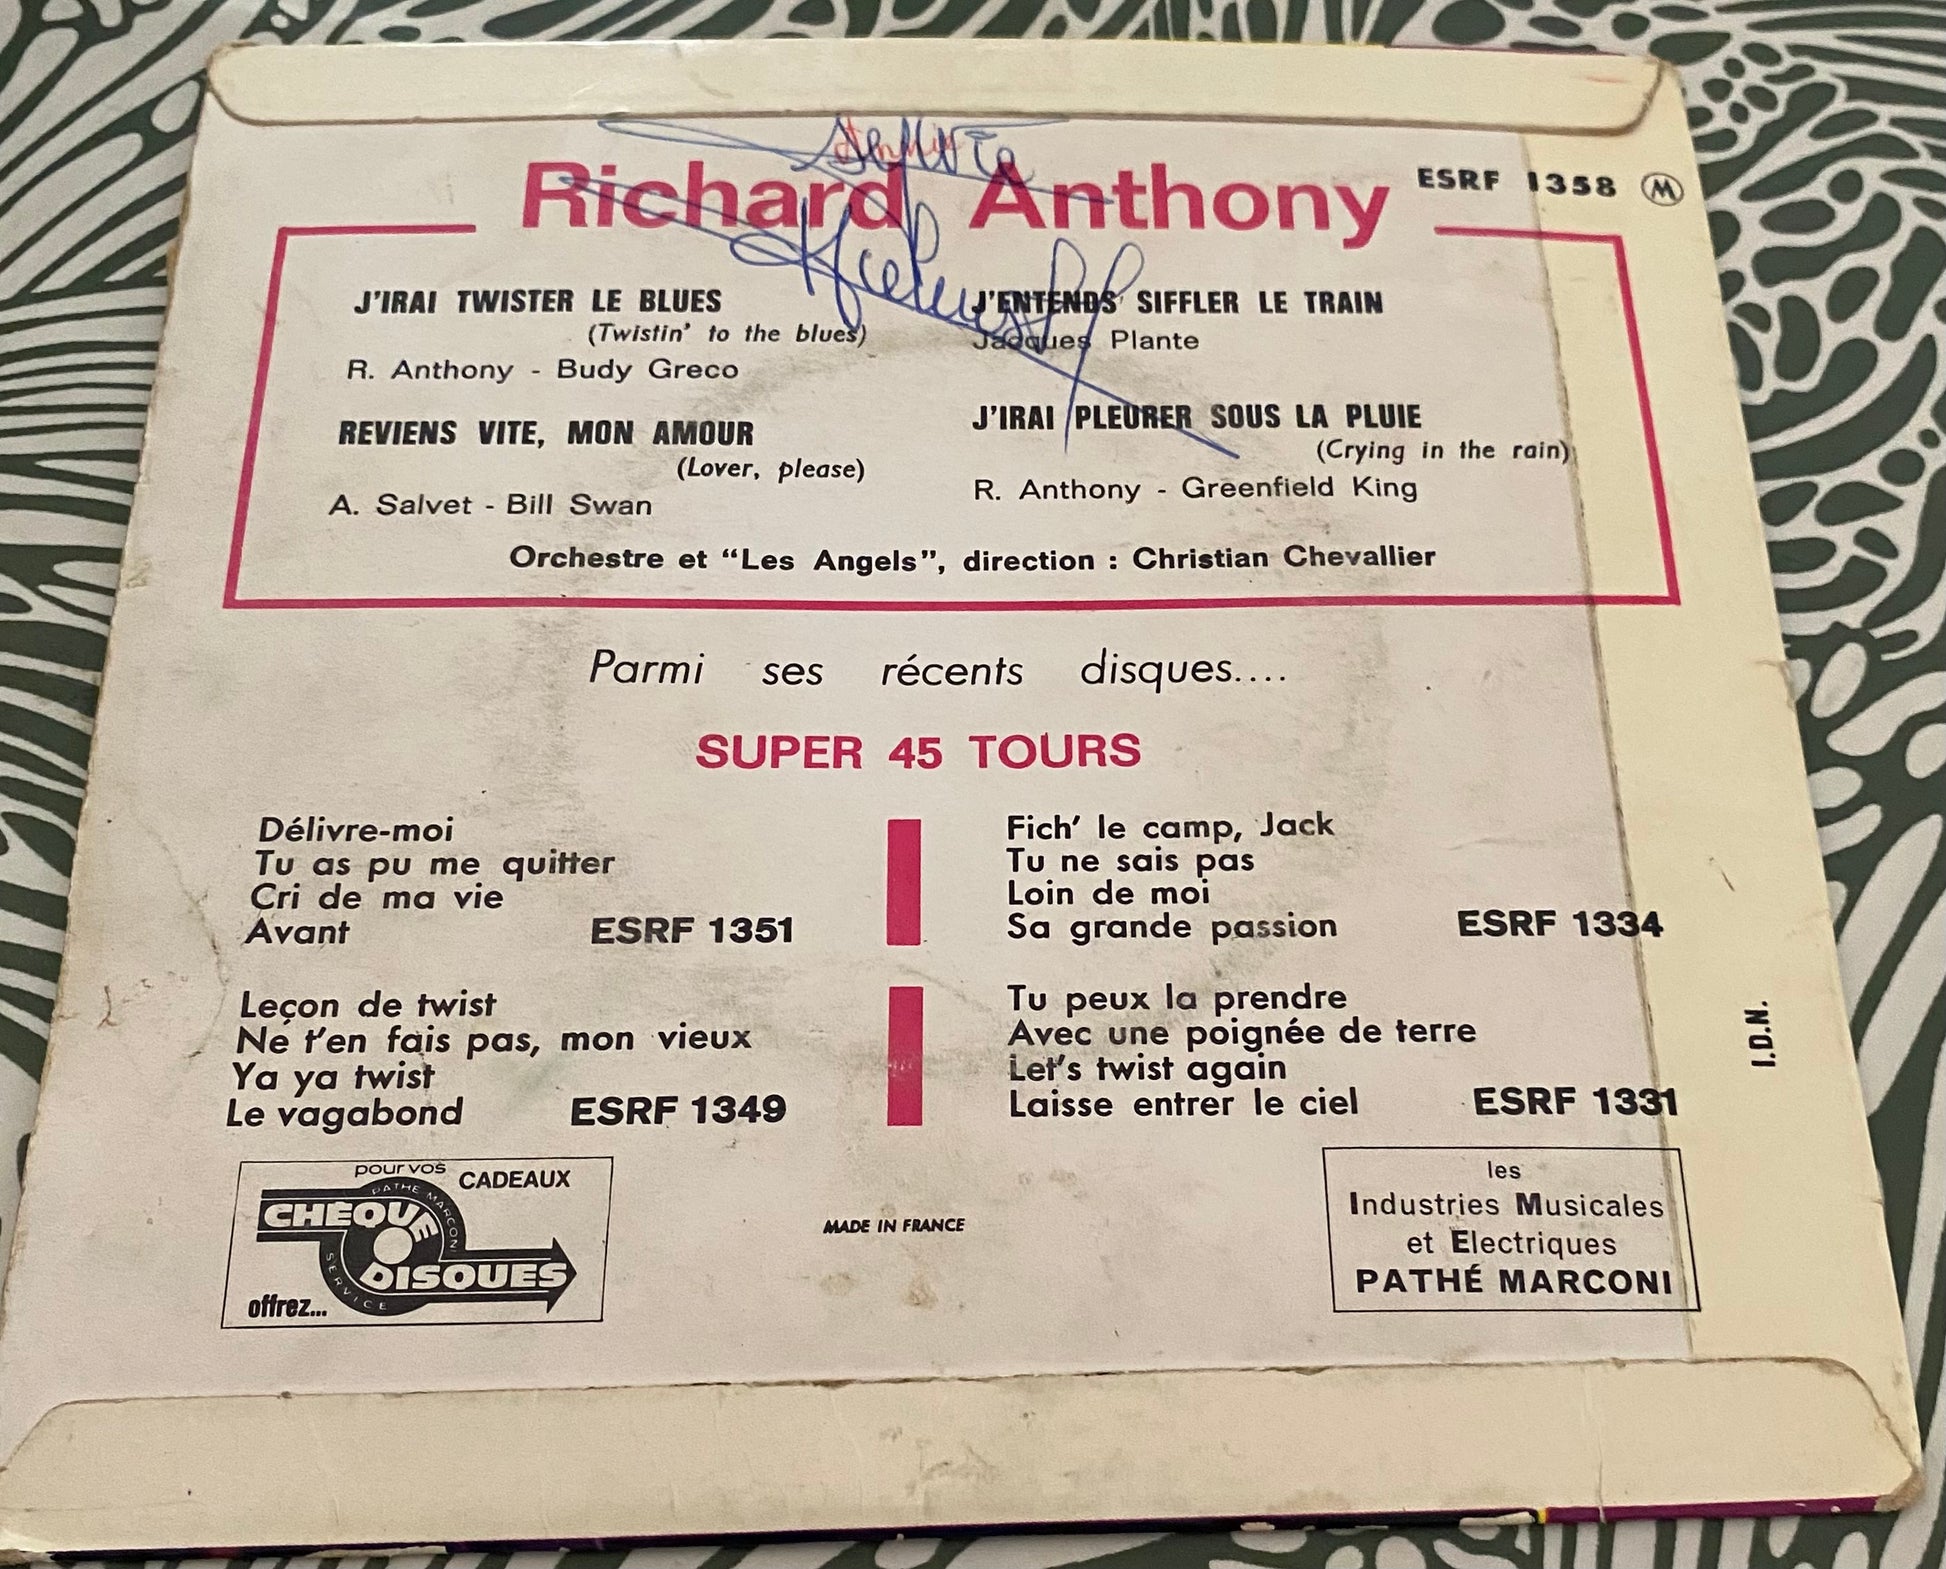 Sylvie
Richard Anthony
ESRF 1358 M
J'IRAI TWISTER LE BLUES
(Twistin' to the blues)
R. Anthony - Budy Greco
REVIENS VITE, MON AMOUR
(Lover, please)
A. Salvet - Bill Swan
J'ENTENDS SIFFLER LE TRAIN
Jacques Plante
J'IRAI PLEURER SOUS LA PLUIE
(Crying in the rain)
R. Anthony - Greenfield King
Orchestre et “Les Angels”, direction : Christian Chevallier
Parmi ses récents disques....
SUPER 45 TOURS
Délivre-moi
Tu as pu me quitter
Cri de ma vie
Avant ESRF 1351
Fich' le camp, Jack
Tu ne sais pas
Loin de moi
Sa grande passion ESRF 1334
Leçon de twist
Ne t'en fais pas, mon vieux
Ya ya twist
Le vagabond ESRF 1349
Tu peux la prendre
Avec une poignée de terre
Let's twist again
Laisse entrer le ciel ESRF 1331
I.D.N.
pour vos CADEAUX
PATHE MARCONI
CHEQUE
DISQUES
SERVICE
offrez...
MADE IN FRANCE
les
Industries Musicales
et Electriques
PATHÉ MARCONI